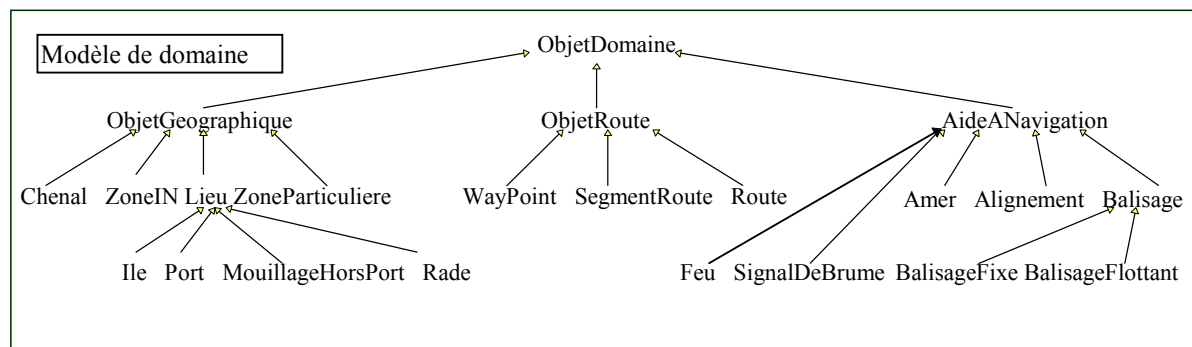 ObjetDomaine
Modèle de domaine
ObjetGeographique ObjetRoute AideANavigation
Chenal ZoneIN Lieu ZoneParticuliere WayPoint SegmentRoute Route Amer Alignement Balisage
Ile Port MouillageHorsPort Rade Feu SignalDeBrume BalisageFixe BalisageFlottant